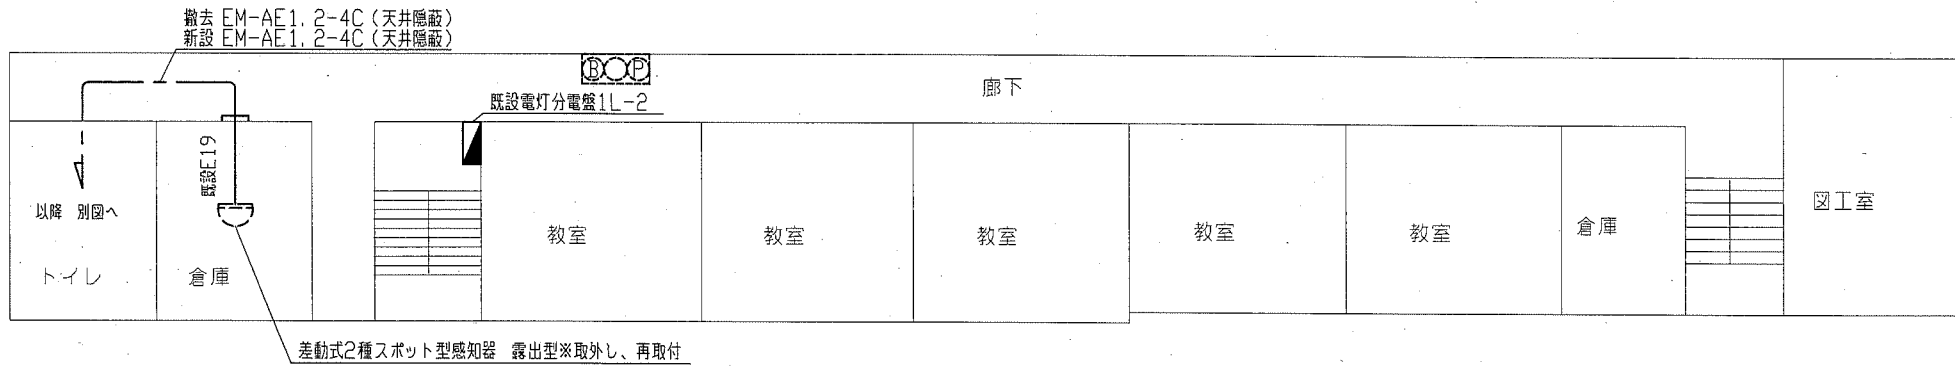 撤去 EM-AE1.2-4C(天井隠蔽)
新設 EM-AE1.2-4C(天井隠蔽)
B P
廊下
既設電灯分電盤1L-2
既設E19
以降 別図へ
トイレ
倉庫
教室
教室
教室
教室
教室
倉庫
図工室
差動式2種スポット型感知器 露出型※取外し、再取付